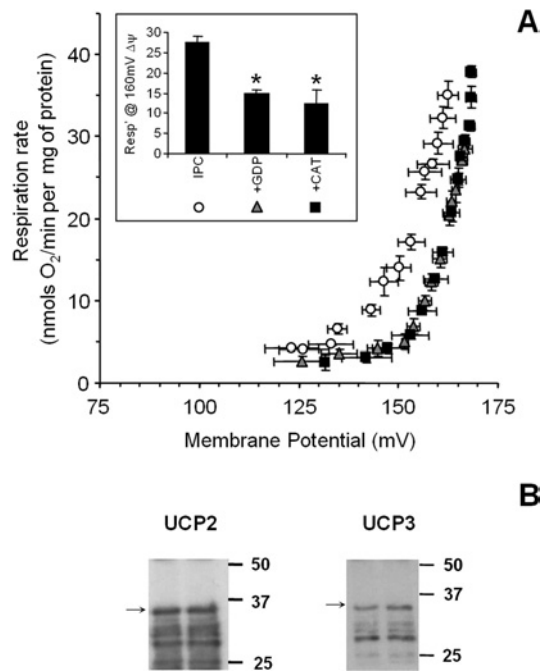 A
Respiration rate
(nmols O₂/min per mg of protein)
45
40
30
20
10
0
75
100
125
150
175
Membrane Potential (mV)
Resp' @ 160mV Δψ
30
25
20
15
10
5
0
*
*
IPC
+GDP
+CAT
B
UCP2
UCP3
50
37
25
50
37
25